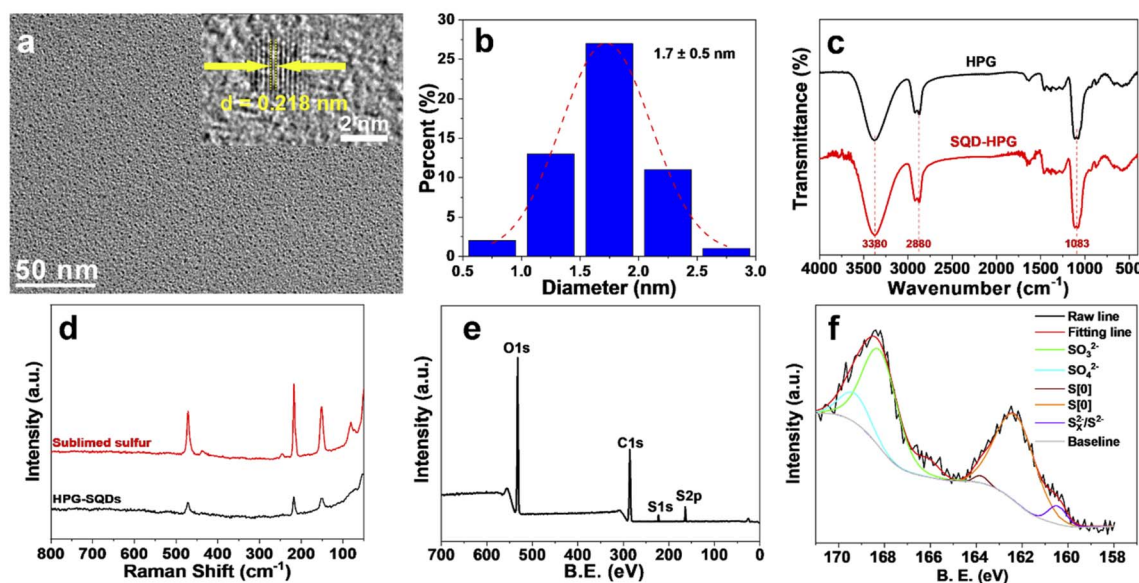 a
d = 0.218 nm
2 nm
50 nm
b
1.7 ± 0.5 nm
Percent (%)
30
25
20
15
10
5
0
0.5 1.0 1.5 2.0 2.5 3.0
Diameter (nm)
c
HPG
SQD-HPG
Transmittance (%)
3380 2880 1083
4000 3500 3000 2500 2000 1500 1000 500
Wavenumber (cm⁻¹)
d
Sublimed sulfur
HPG-SQDs
Intensity (a.u.)
800 700 600 500 400 300 200 100
Raman Shift (cm⁻¹)
e
O1s
C1s
S1s
S2p
Intensity (a.u.)
700 600 500 400 300 200 100 0
B.E. (eV)
f
Raw line
Fitting line
SO₃²⁻
SO₄²⁻
S[0]
S[0]
Sₓ²⁻/S²⁻
Baseline
Intensity (a.u.)
170 168 166 164 162 160 158
B. E. (eV)